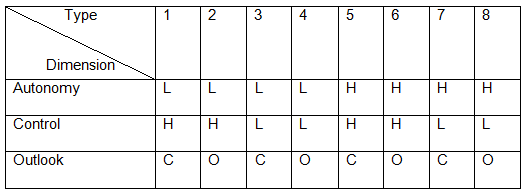 Type 1 2 3 4 5 6 7 8
Dimension
Autonomy L L L L H H H H
Control H H L L H H L L
Outlook C O C O C O C O